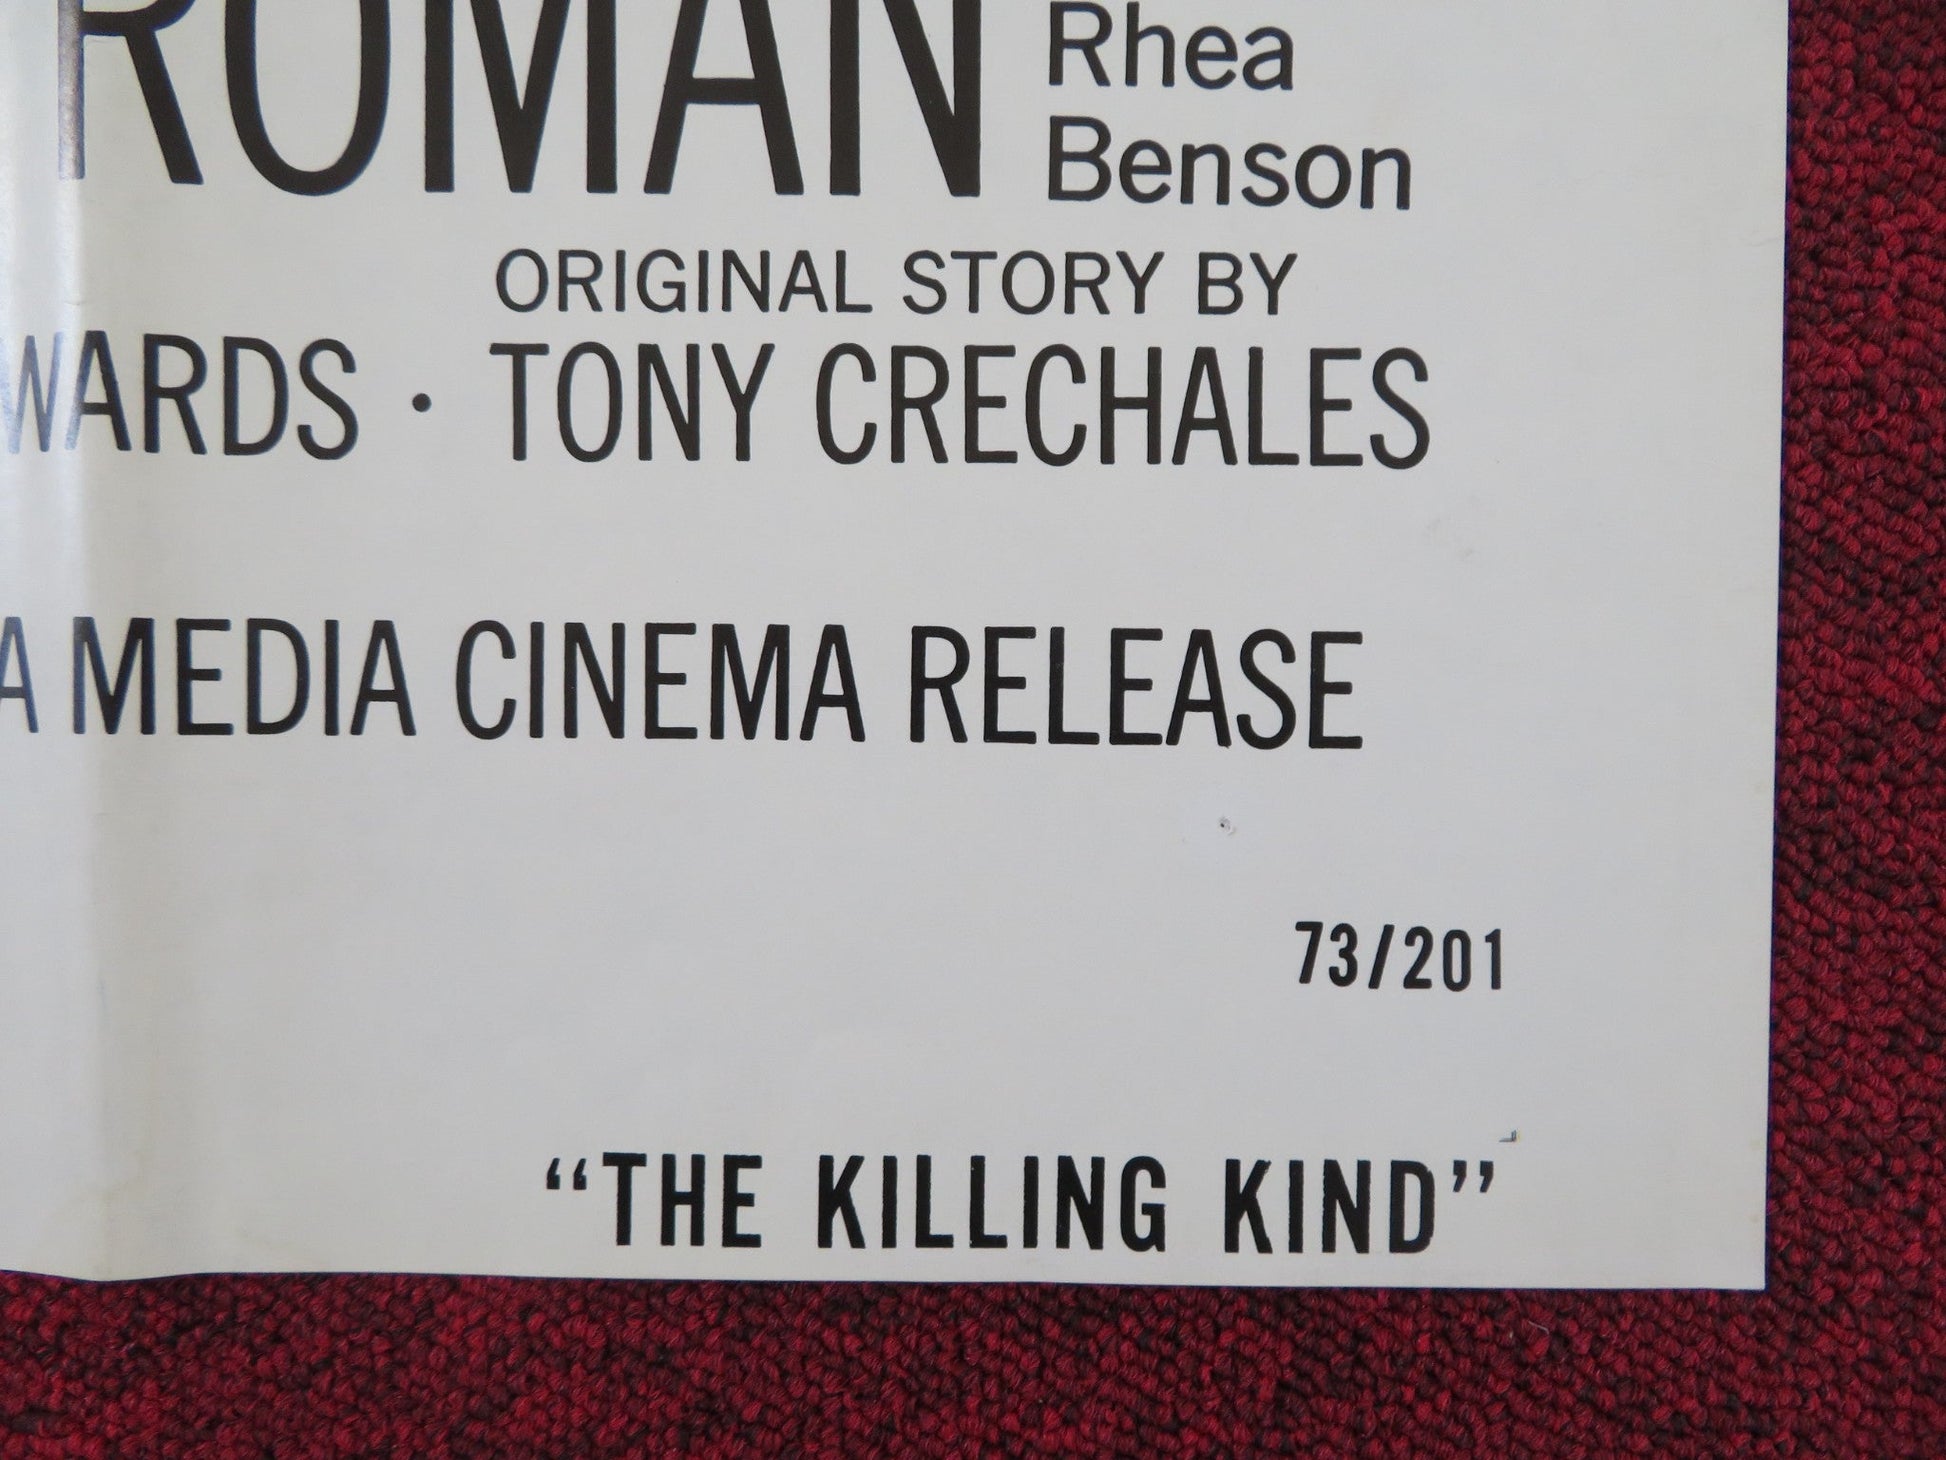 ROMAN Rhea
Benson
ORIGINAL STORY BY
WARDS · TONY CRECHALES
A MEDIA CINEMA RELEASE
73/201
“THE KILLING KIND”